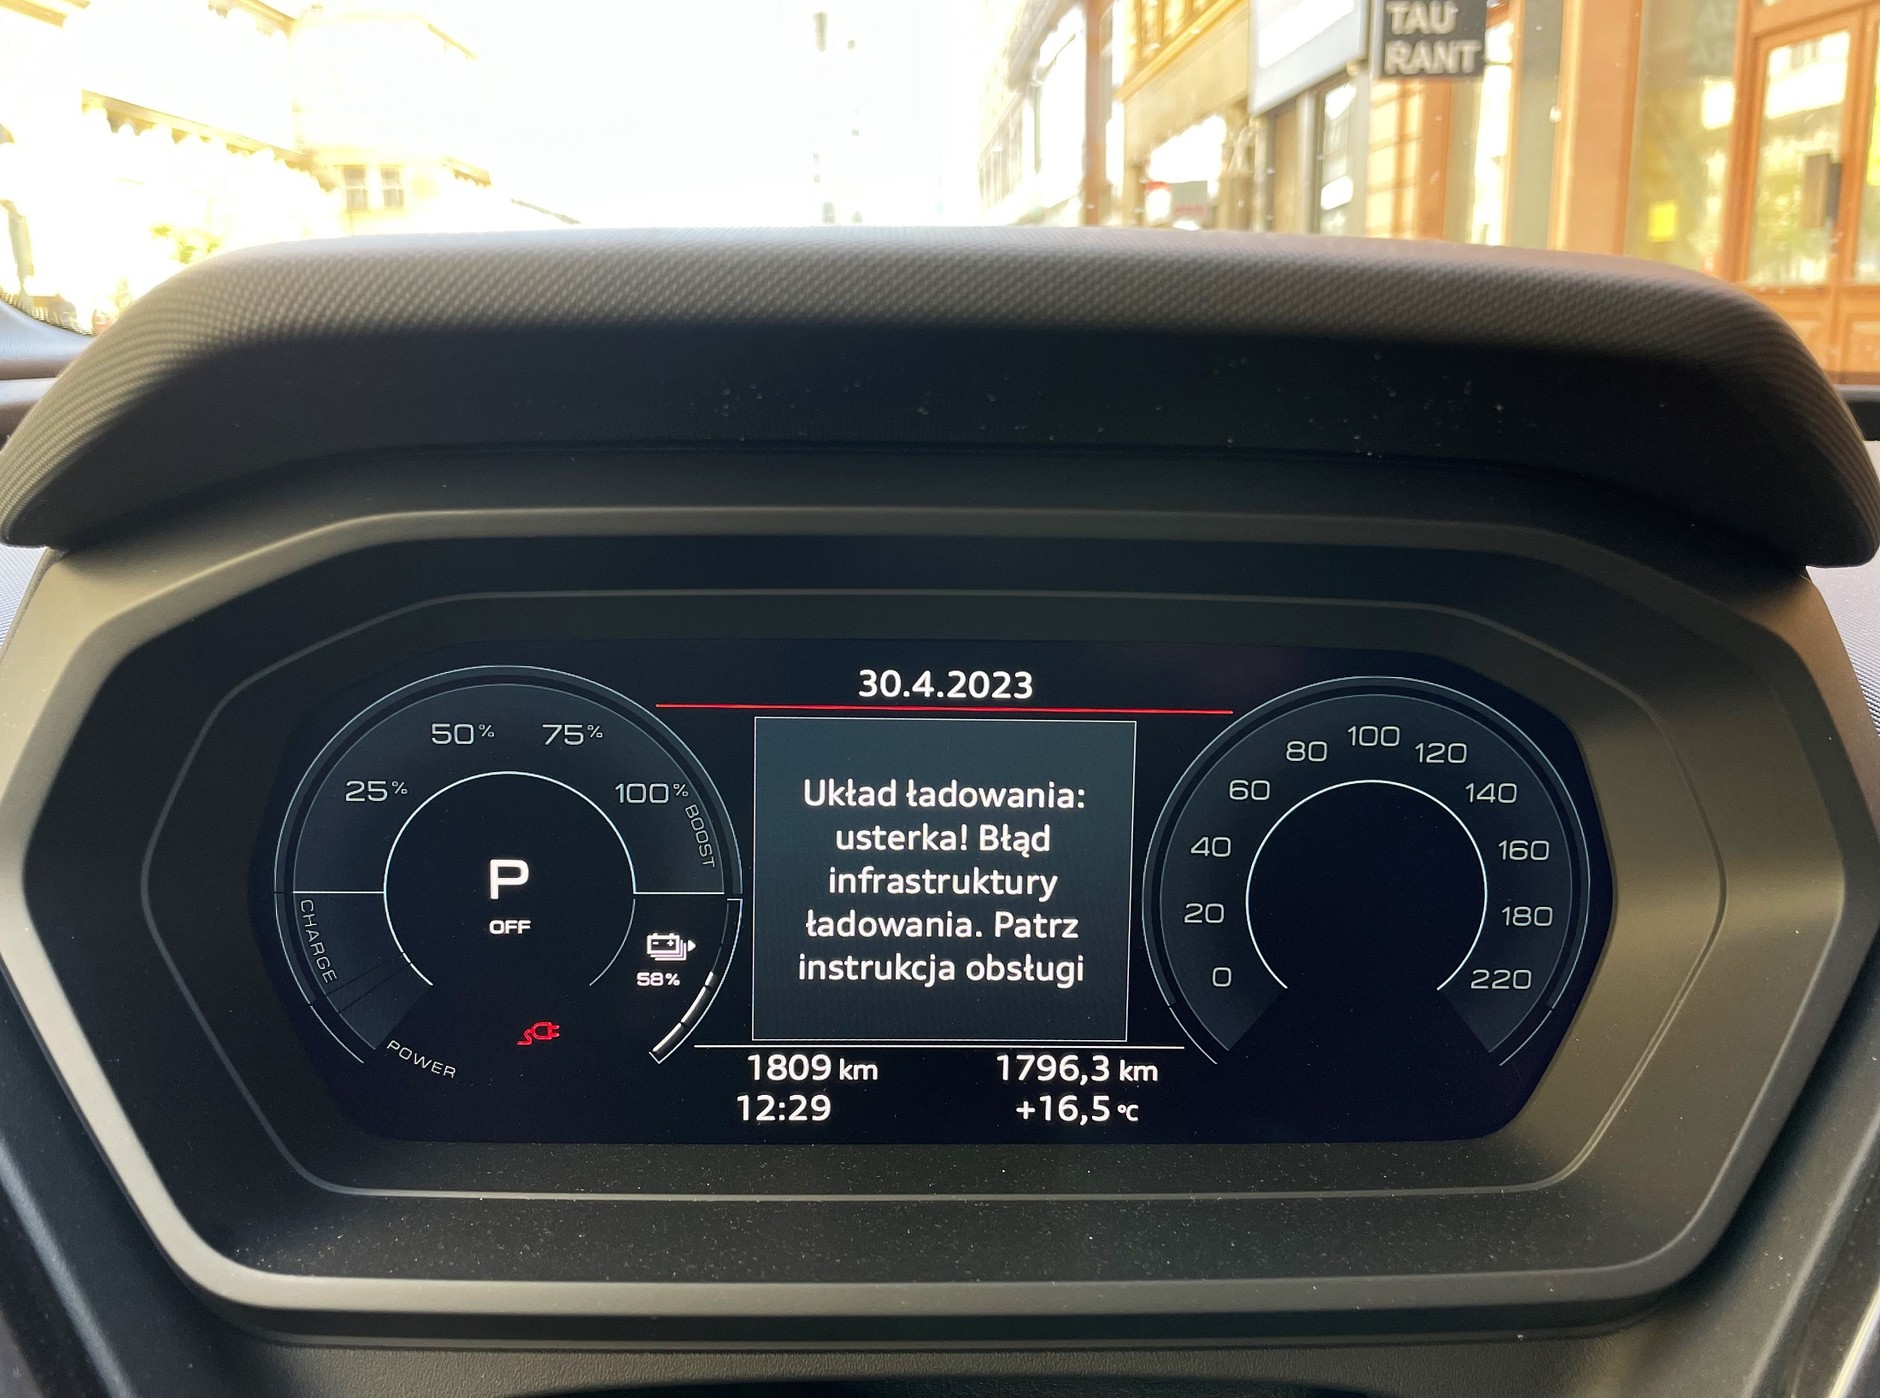 TAU
RANT
30.4.2023
25%
50%
75%
100%
BOOST
P
OFF
CHARGE
POWER
58%
Układ ładowania:
usterka! Błąd
infrastruktury
ładowania. Patrz
instrukcja obsługi
0
20
40
60
80
100
120
140
160
180
220
1809 km
1796,3 km
12:29
+16,5 °C